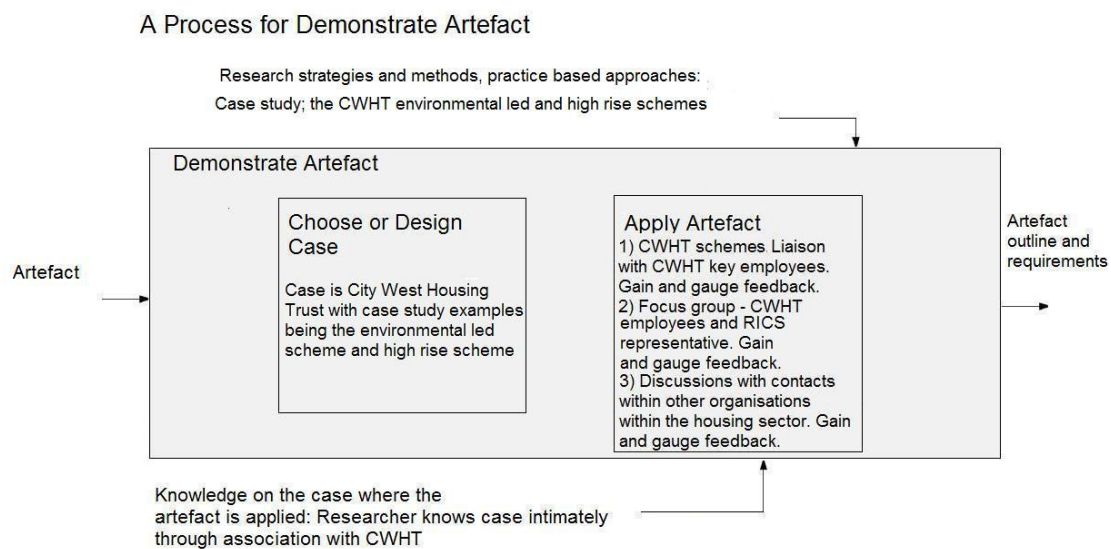 A Process for Demonstrate Artefact
Research strategies and methods, practice based approaches:
Case study; the CWHT environmental led and high rise schemes
Demonstrate Artefact
Artefact
Choose or Design
Case
Case is City West Housing
Trust with case study examples
being the environmental led
scheme and high rise scheme
Apply Artefact
1) CWHT schemes. Liaison
with CWHT key employees.
Gain and gauge feedback.
2) Focus group - CWHT
employees and RICS
representative. Gain
and gauge feedback.
3) Discussions with contacts
within other organisations
within the housing sector. Gain
and gauge feedback.
Artefact
outline and
requirements
Knowledge on the case where the
artefact is applied: Researcher knows case intimately
through association with CWHT